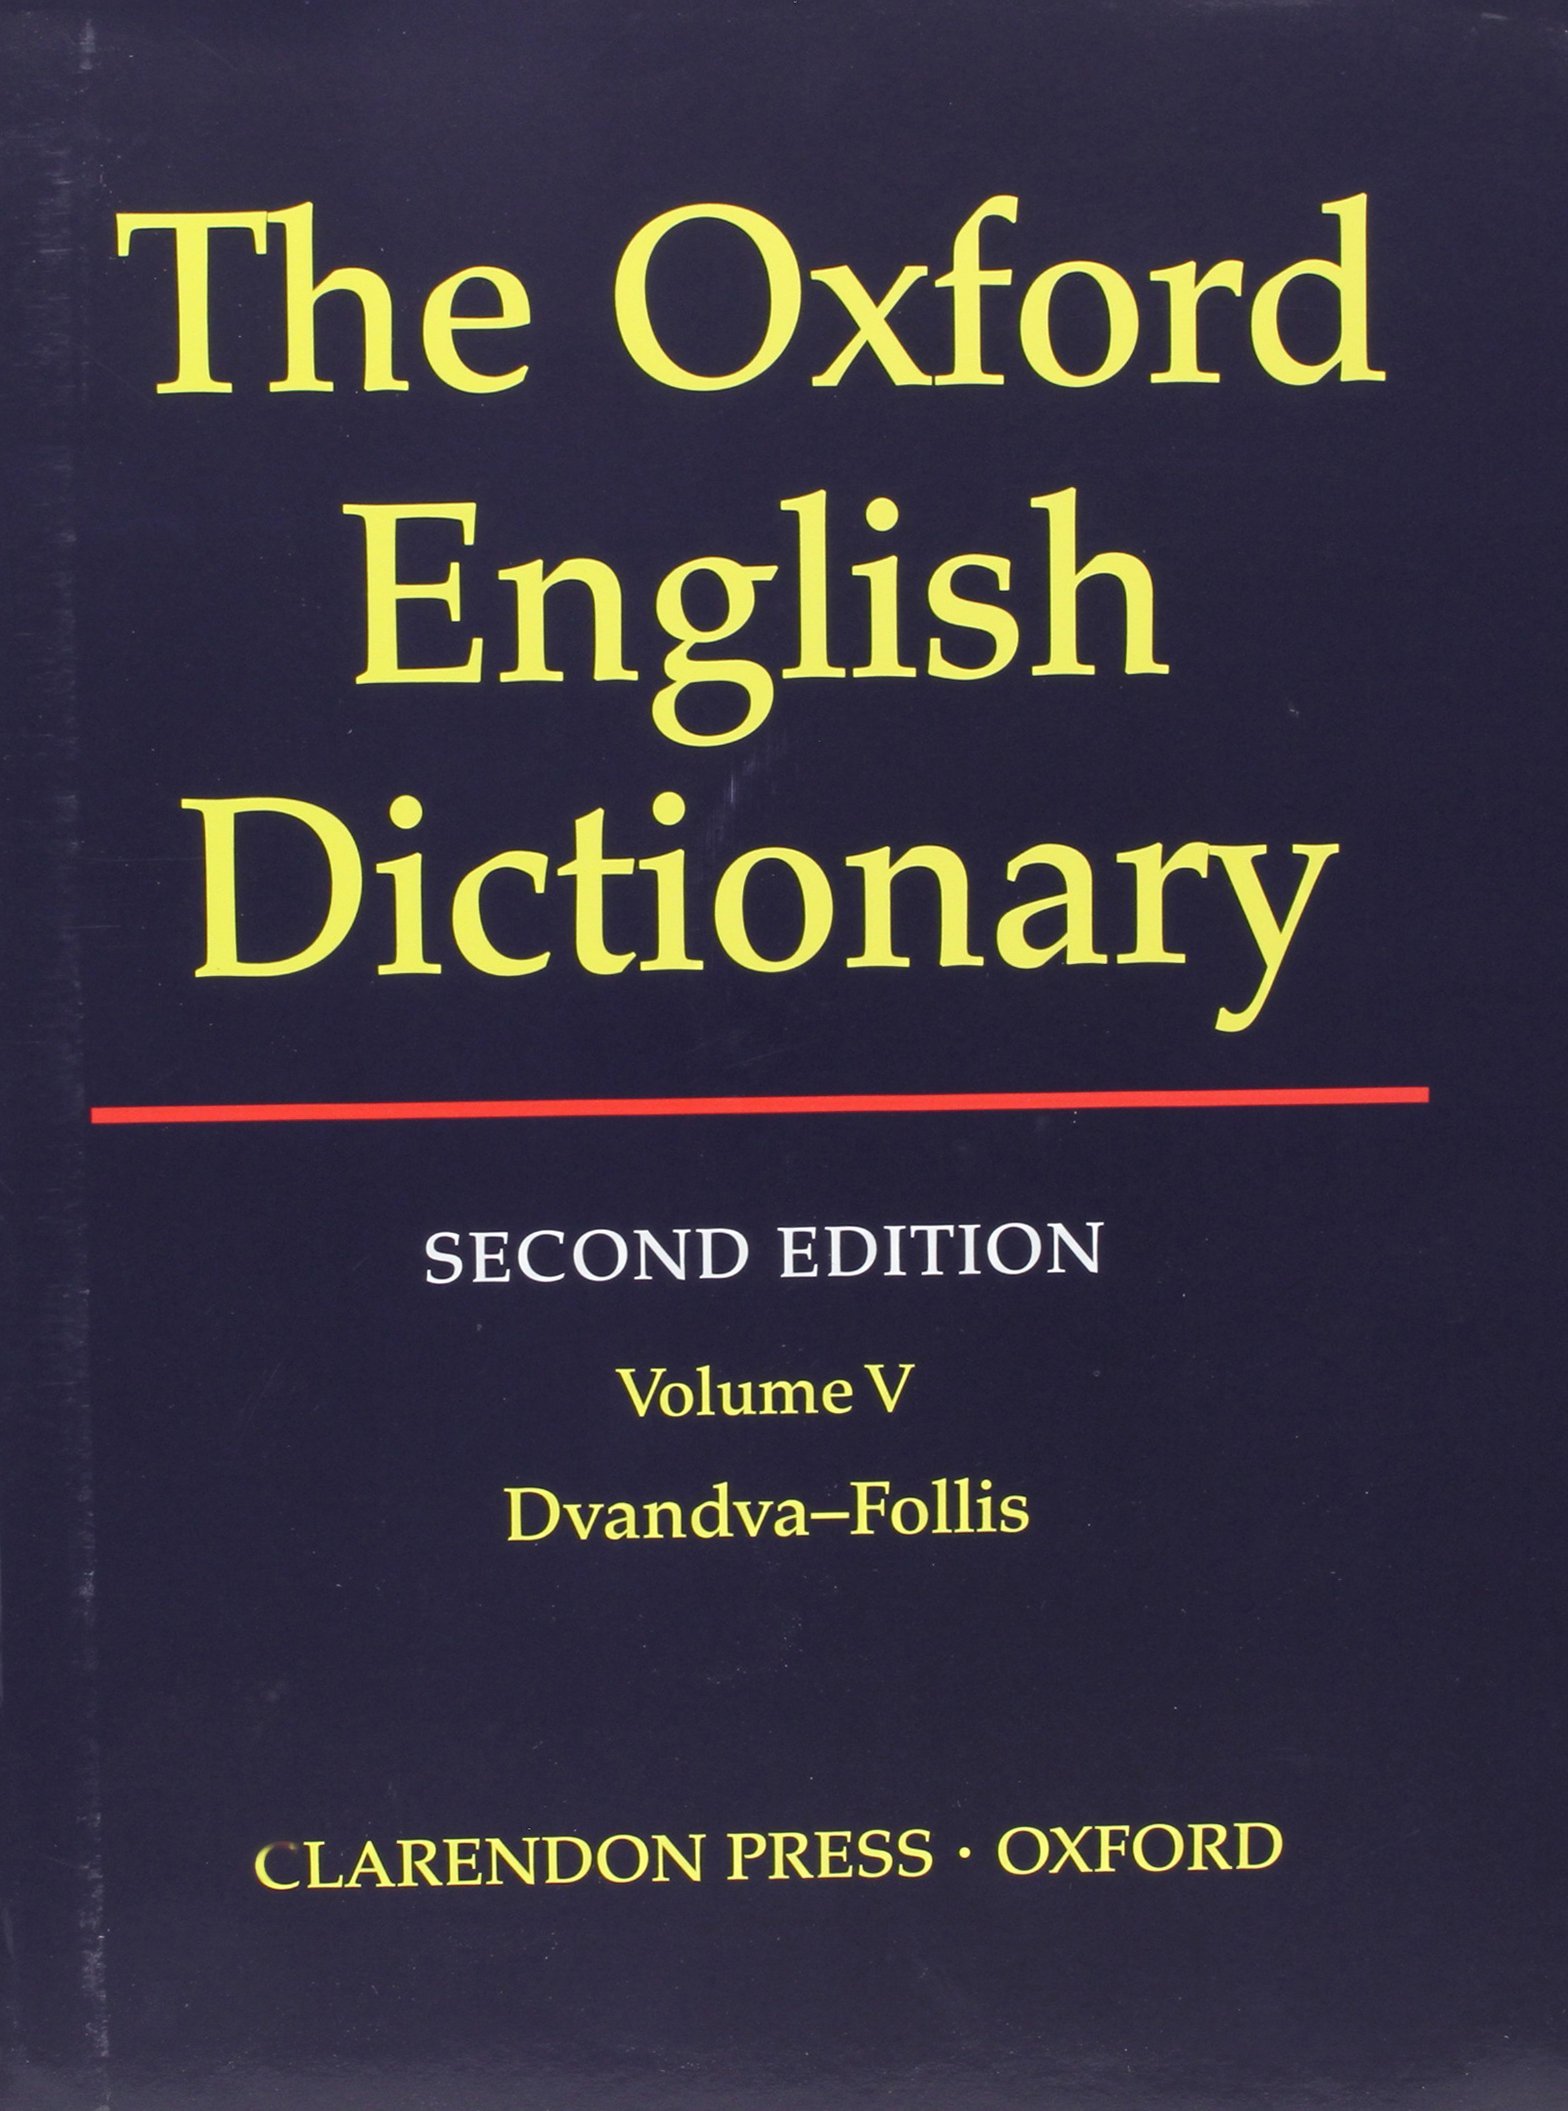 The Oxford
English
Dictionary
SECOND EDITION
Volume V
Dvandva–Follis
CLARENDON PRESS · OXFORD